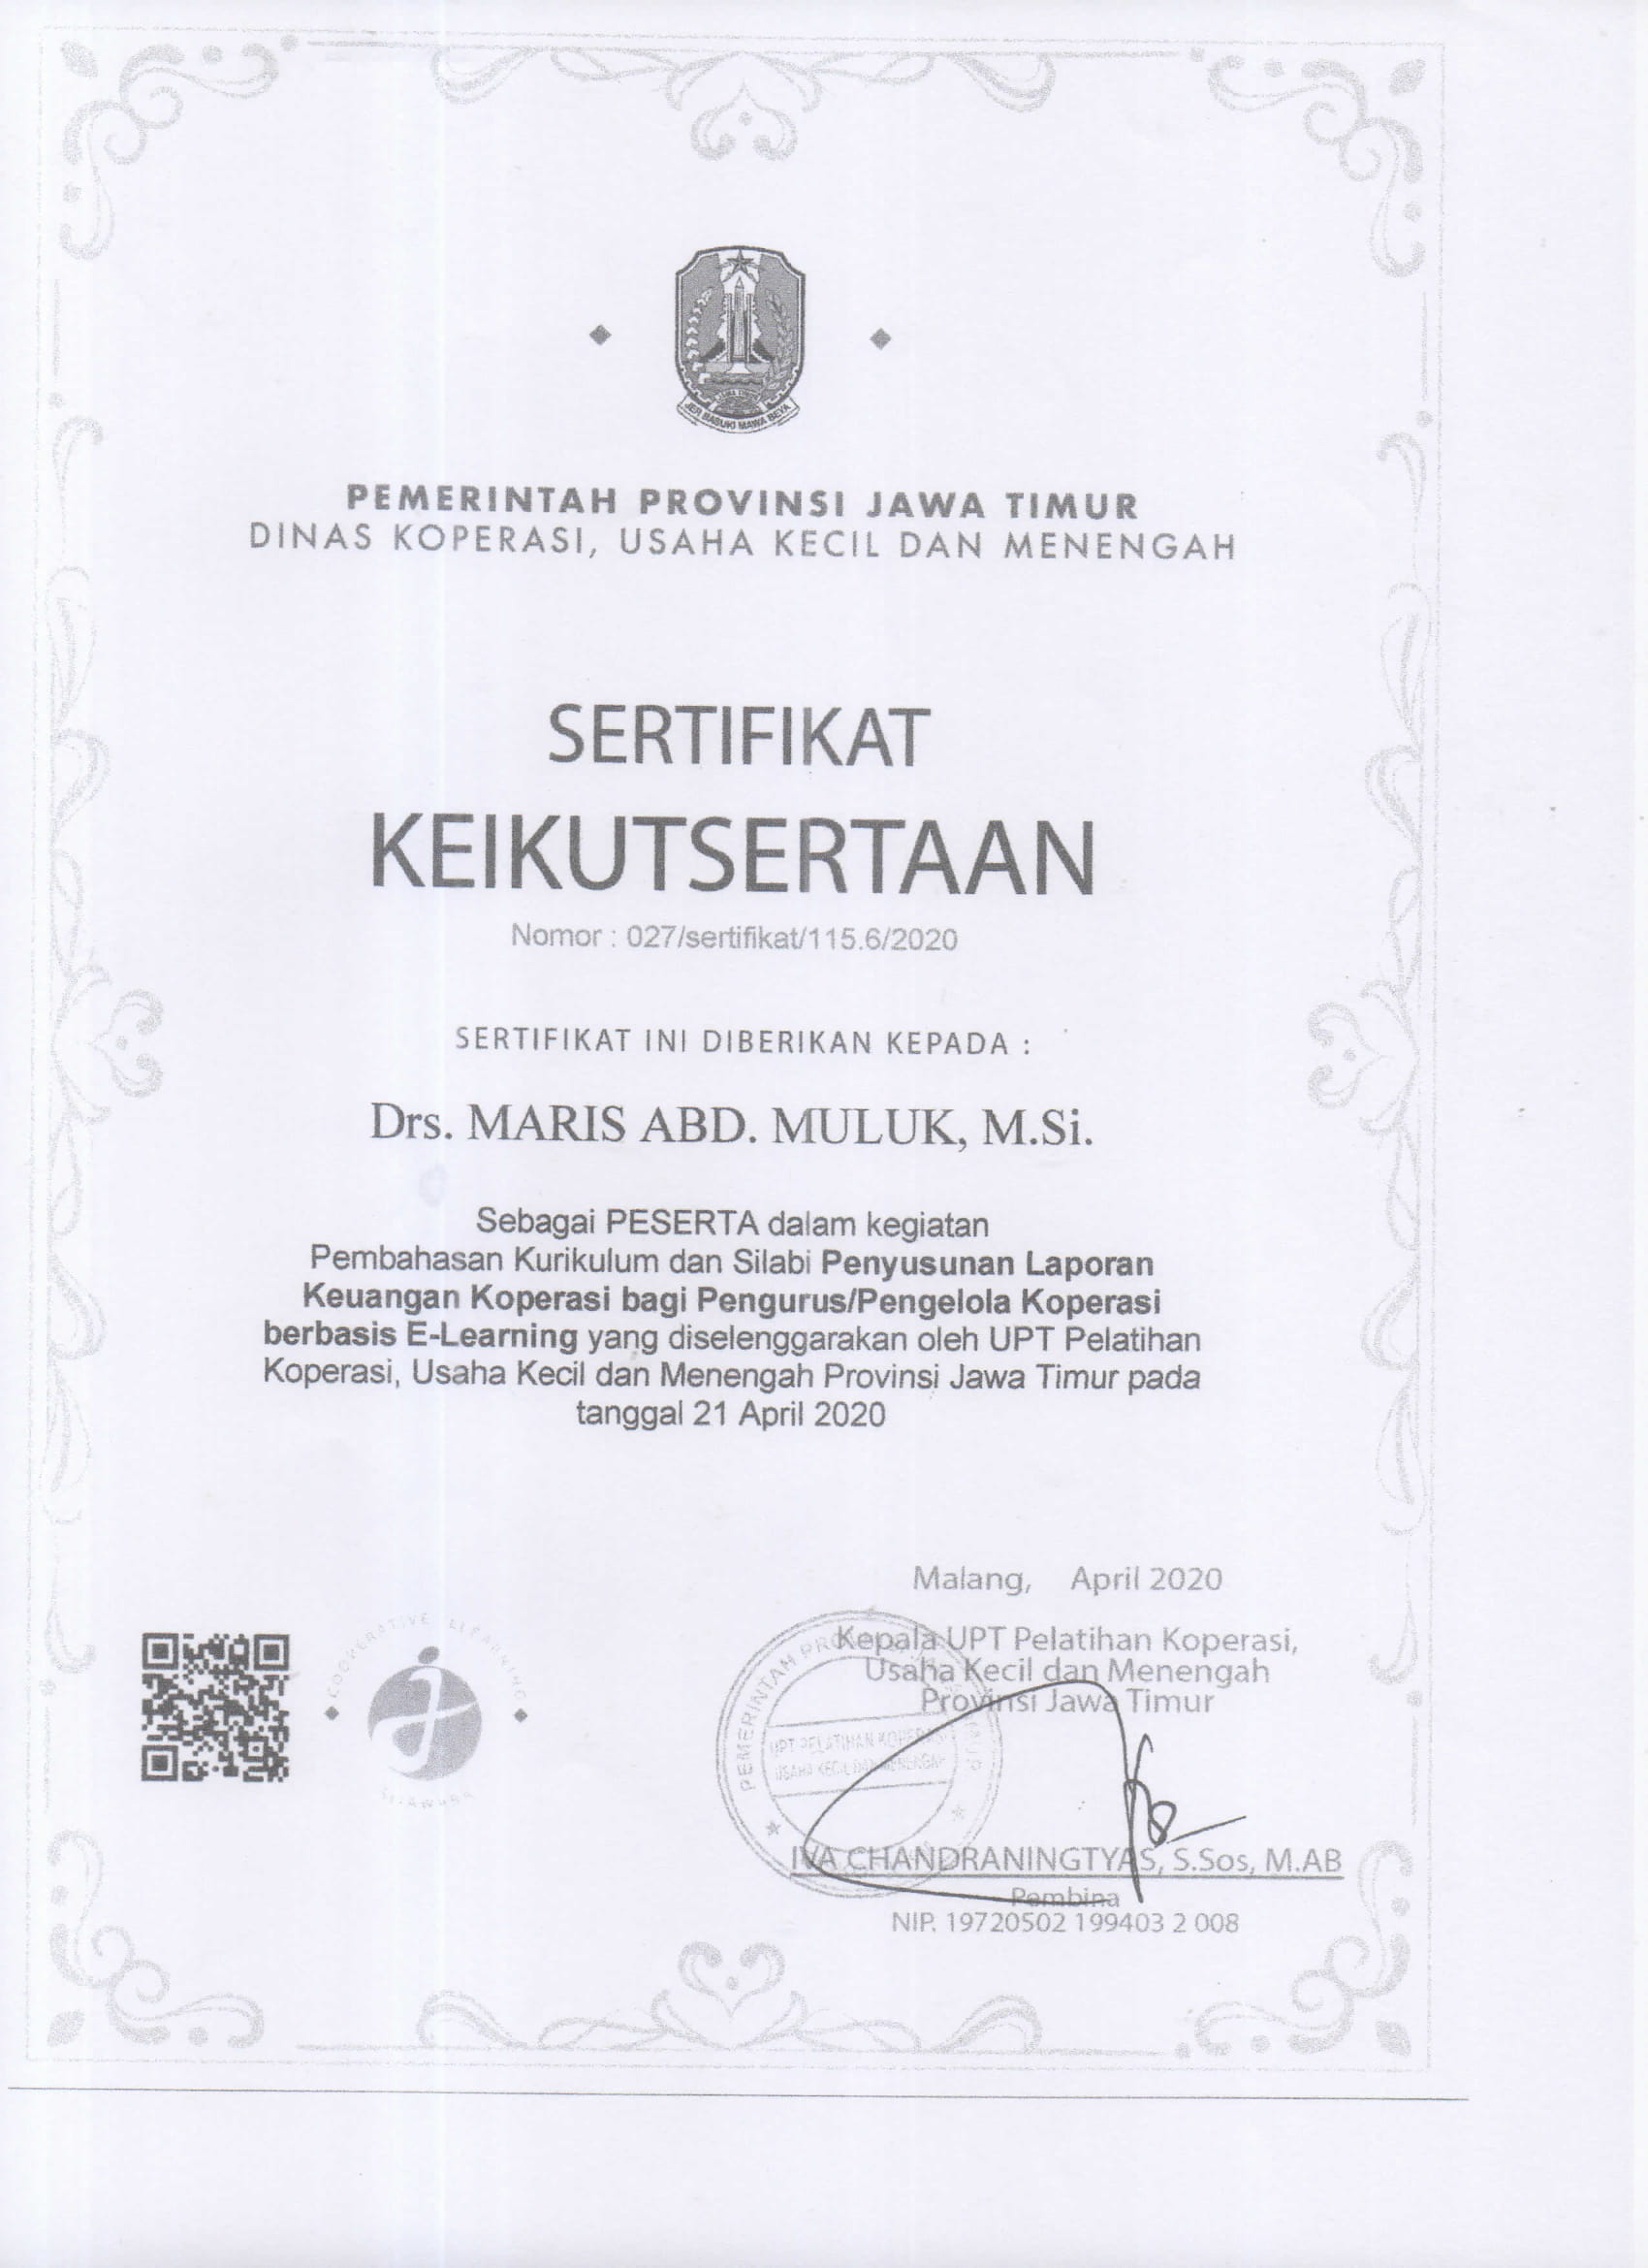 JER BASUKI MAWA BEYA
PEMERINTAH PROVINSI JAWA TIMUR
DINAS KOPERASI, USAHA KECIL DAN MENENGAH
SERTIFIKAT
KEIKUTSERTAAN
Nomor : 027/sertifikat/115.6/2020
SERTIFIKAT INI DIBERIKAN KEPADA :
Drs. MARIS ABD. MULUK, M.Si.
Sebagai PESERTA dalam kegiatan
Pembahasan Kurikulum dan Silabi Penyusunan Laporan
Keuangan Koperasi bagi Pengurus/Pengelola Koperasi
berbasis E-Learning yang diselenggarakan oleh UPT Pelatihan
Koperasi, Usaha Kecil dan Menengah Provinsi Jawa Timur pada
tanggal 21 April 2020
Malang, April 2020
Kepala UPT Pelatihan Koperasi,
Usaha Kecil dan Menengah
Provinsi Jawa Timur
COOPERATIVE LEARNING
PEMERINTAH
UPT PELATIHAN KOPERASI
USAHA KECIL DAN MENENGAH
IVA CHANDRANINGTYAS, S.Sos, M.AB
Pembina
NIP. 19720502 199403 2 008